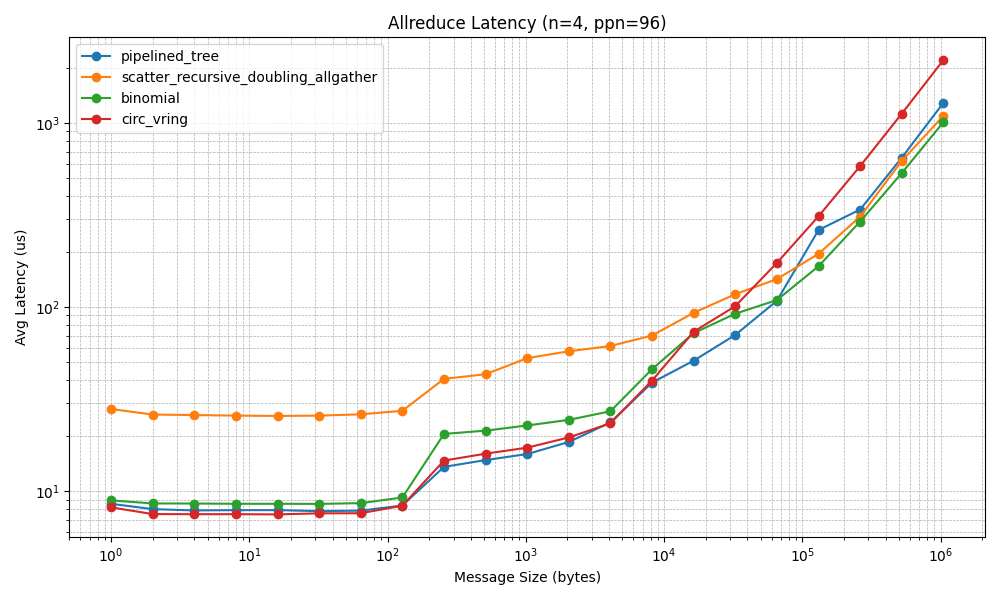 Allreduce Latency (n=4, ppn=96)
pipelined_tree
scatter_recursive_doubling_allgather
binomial
circ_vring
Avg Latency (us)
10³
10²
10¹
10⁰ 10¹ 10² 10³ 10⁴ 10⁵ 10⁶
Message Size (bytes)